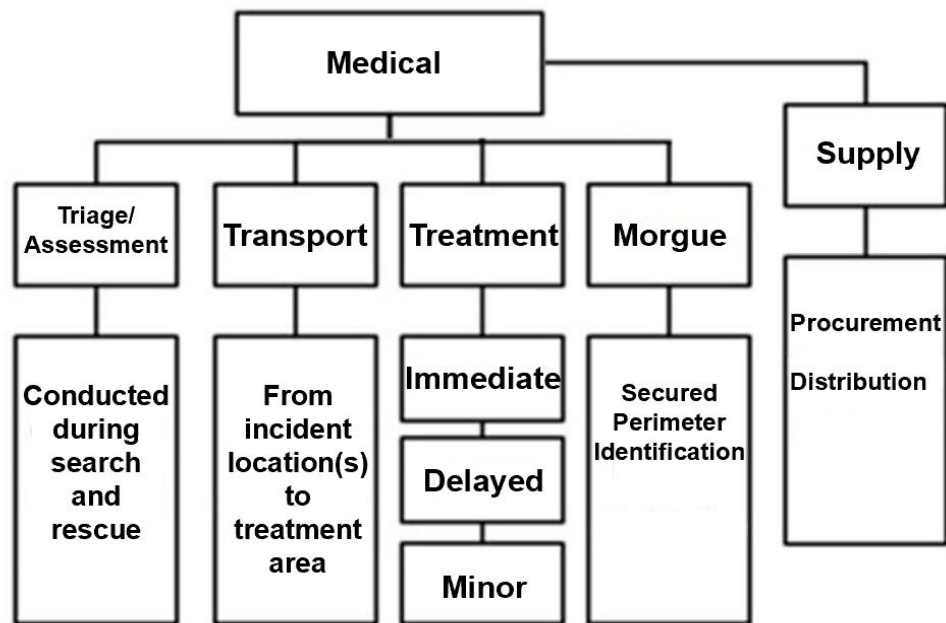 Medical
Supply
Triage/
Assessment
Transport
Treatment
Morgue
Procurement
Distribution
Conducted
during
search
and
rescue
From
incident
location(s)
to
treatment
area
Immediate
Delayed
Minor
Secured
Perimeter
Identification